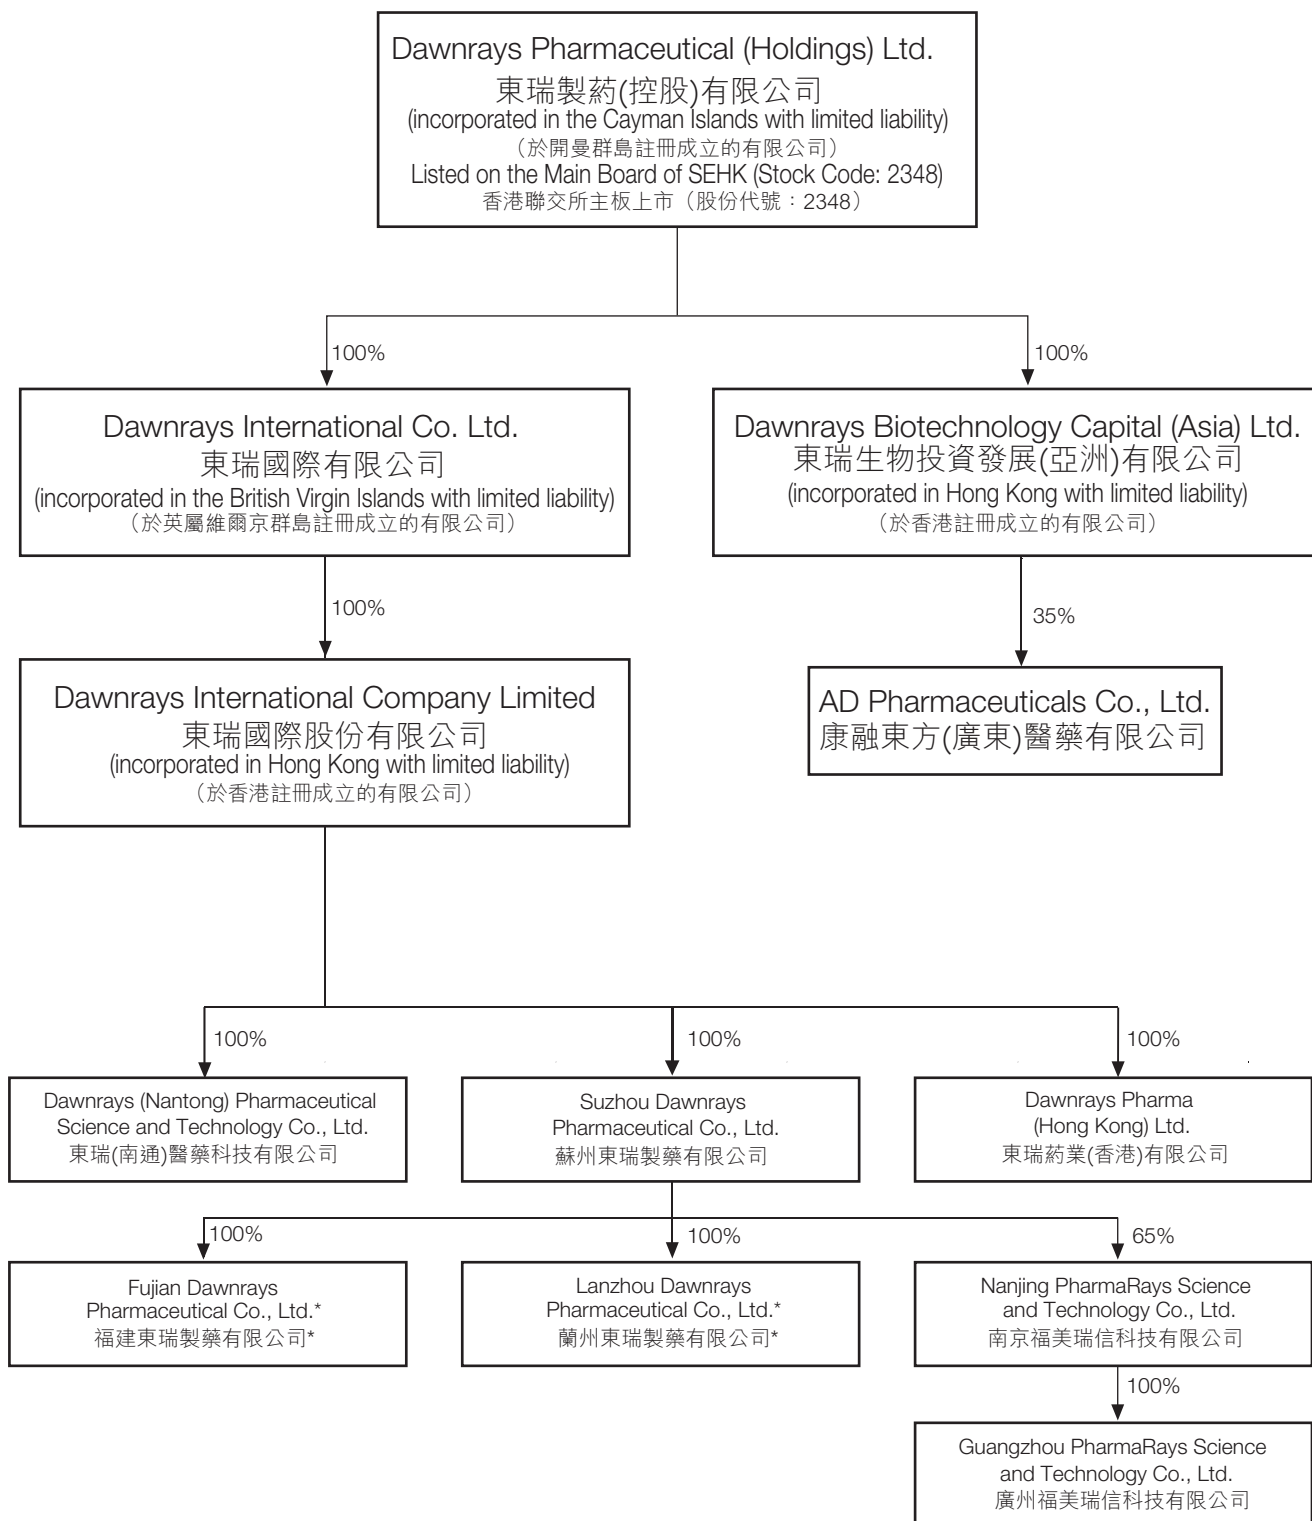 Dawnrays Pharmaceutical (Holdings) Ltd.
東瑞製葯(控股)有限公司
(incorporated in the Cayman Islands with limited liability)
（於開曼群島註冊成立的有限公司）
Listed on the Main Board of SEHK (Stock Code: 2348)
香港聯交所主板上市（股份代號：2348）
100%
100%
Dawnrays International Co. Ltd.
東瑞國際有限公司
(incorporated in the British Virgin Islands with limited liability)
（於英屬維爾京群島註冊成立的有限公司）
Dawnrays Biotechnology Capital (Asia) Ltd.
東瑞生物投資發展(亞洲)有限公司
(incorporated in Hong Kong with limited liability)
（於香港註冊成立的有限公司）
100%
35%
Dawnrays International Company Limited
東瑞國際股份有限公司
(incorporated in Hong Kong with limited liability)
（於香港註冊成立的有限公司）
AD Pharmaceuticals Co., Ltd.
康融東方(廣東)醫藥有限公司
100%
100%
100%
Dawnrays (Nantong) Pharmaceutical
Science and Technology Co., Ltd.
東瑞(南通)醫藥科技有限公司
Suzhou Dawnrays
Pharmaceutical Co., Ltd.
蘇州東瑞製藥有限公司
Dawnrays Pharma
(Hong Kong) Ltd.
東瑞葯業(香港)有限公司
100%
100%
65%
Fujian Dawnrays
Pharmaceutical Co., Ltd.*
福建東瑞製藥有限公司*
Lanzhou Dawnrays
Pharmaceutical Co., Ltd.*
蘭州東瑞製藥有限公司*
Nanjing PharmaRays Science
and Technology Co., Ltd.
南京福美瑞信科技有限公司
100%
Guangzhou PharmaRays Science
and Technology Co., Ltd.
廣州福美瑞信科技有限公司